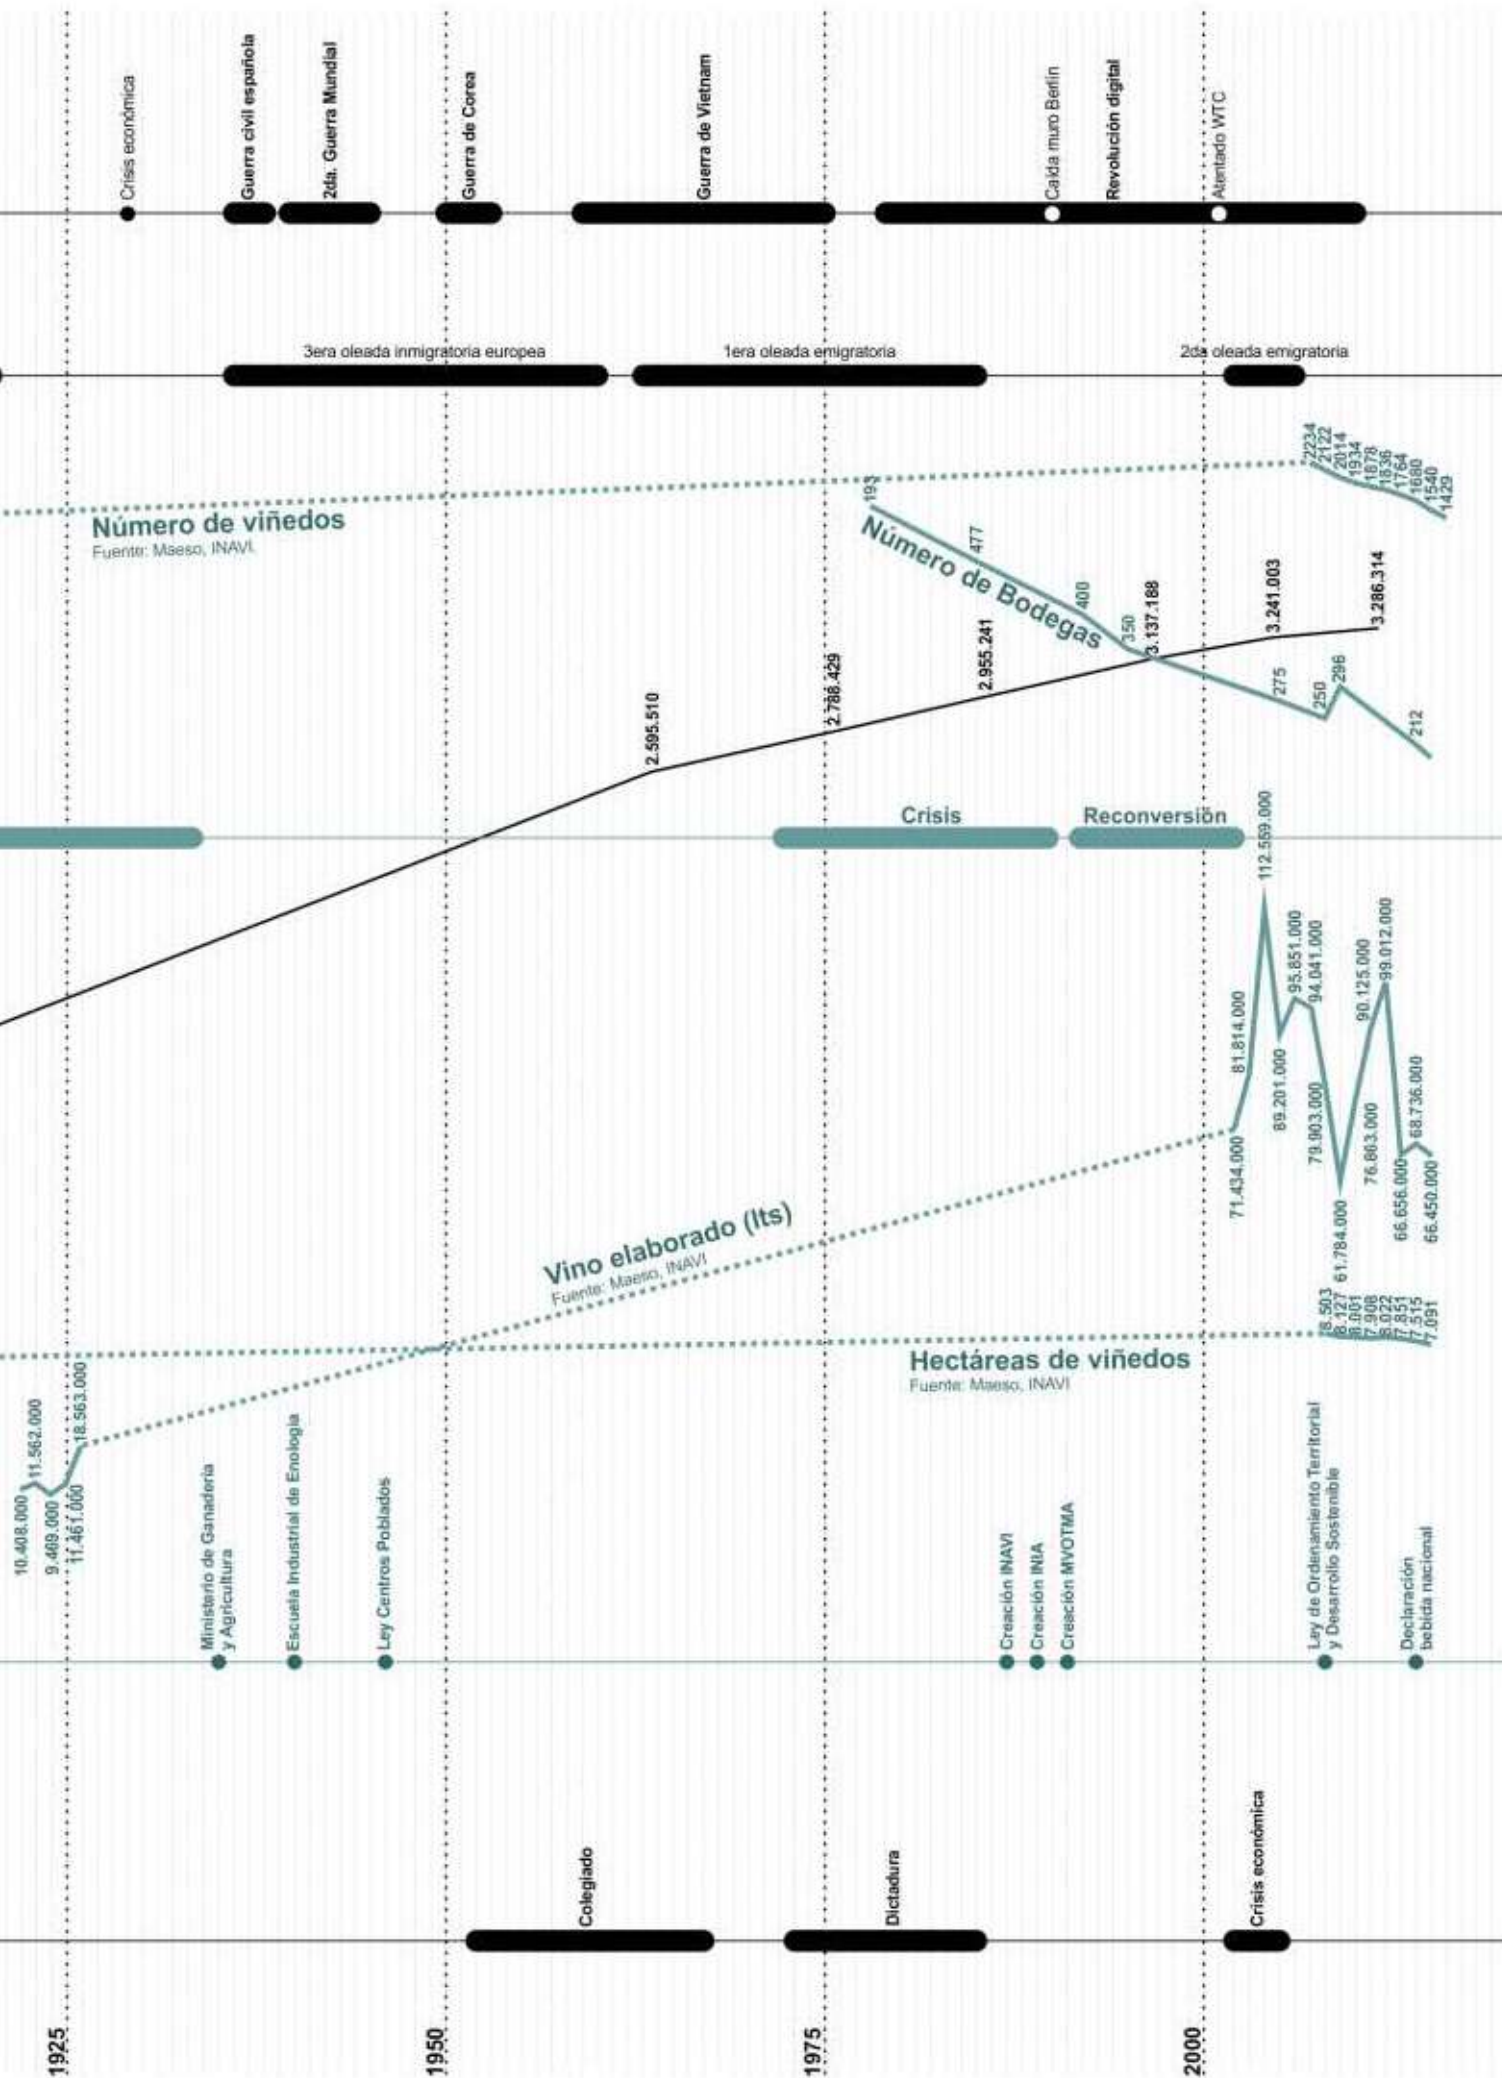 Crisis económica
Guerra civil española
2da. Guerra Mundial
Guerra de Corea
Guerra de Vietnam
Caída muro Berlín
Revolución digital
Atentado WTC
3era oleada inmigratoria europea
1era oleada emigratoria
2da oleada emigratoria
Número de viñedos
Fuente: Maeso, INAVI.
2234
2122
2014
1934
1878
1836
1764
1680
1540
1429
Número de Bodegas
193
477
400
350
275
250
296
212
2.595.510
2.788.429
2.955.241
3.137.188
3.241.003
3.286.314
Crisis
Reconversión
Vino elaborado (lts)
Fuente: Maeso, INAVI
10.408.000
11.562.000
9.469.000
11.461.000
18.563.000
71.434.000
81.814.000
112.559.000
89.201.000
95.851.000
94.041.000
79.903.000
61.784.000
76.863.000
90.125.000
99.012.000
66.656.000
68.736.000
66.450.000
Hectáreas de viñedos
Fuente: Maeso, INAVI
8.503
8.127
8.001
7.908
8.022
7.851
7.515
7.091
Ministerio de Ganadería
y Agricultura
Escuela Industrial de Enología
Ley Centros Poblados
Creación INAVI
Creación INIA
Creación MVOTMA
Ley de Ordenamiento Territorial
y Desarrollo Sostenible
Declaración
bebida nacional
Colegiado
Dictadura
Crisis económica
1925
1950
1975
2000